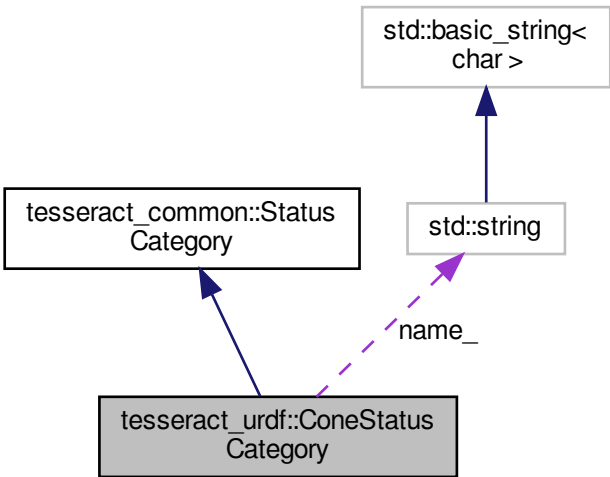 std::basic_string<
char >
tesseract_common::Status
Category
std::string
name_
tesseract_urdf::ConeStatus
Category